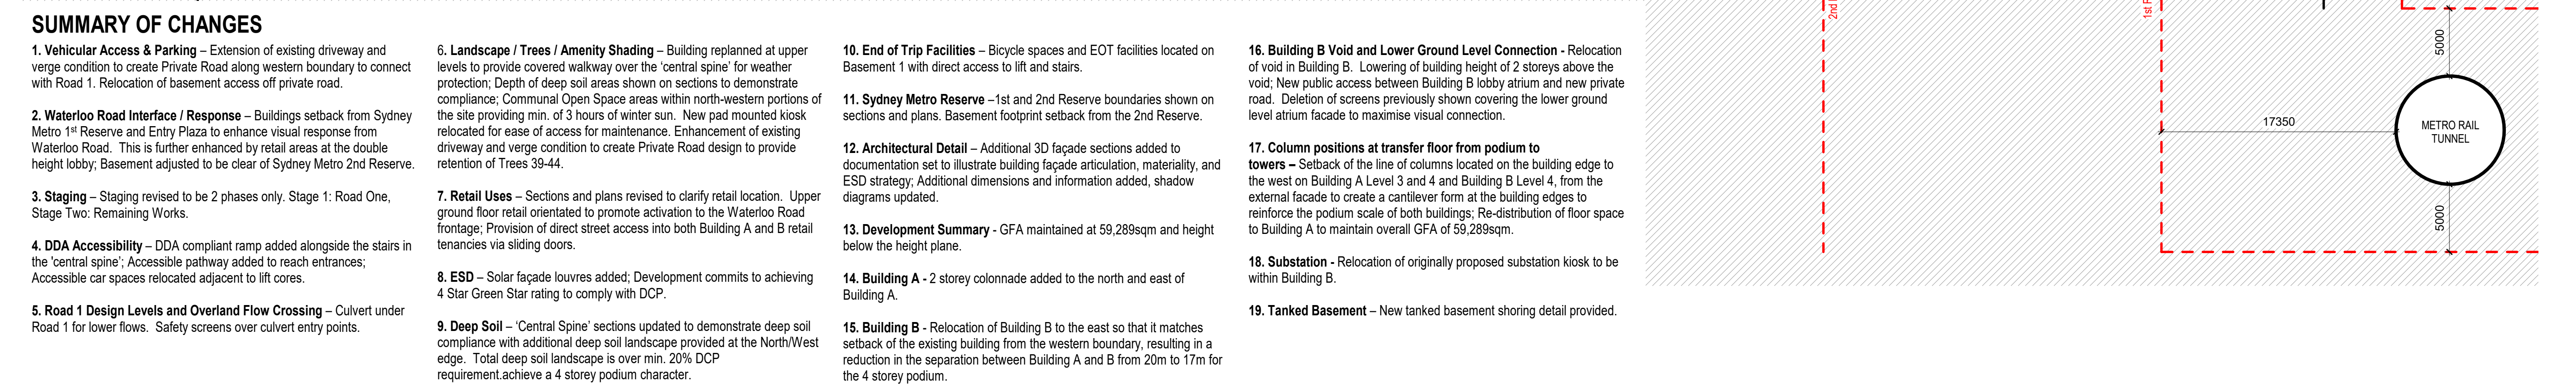 SUMMARY OF CHANGES
1. Vehicular Access & Parking – Extension of existing driveway and
verge condition to create Private Road along western boundary to connect
with Road 1. Relocation of basement access off private road.
2. Waterloo Road Interface / Response – Buildings setback from Sydney
Metro 1st Reserve and Entry Plaza to enhance visual response from
Waterloo Road.  This is further enhanced by retail areas at the double
height lobby; Basement adjusted to be clear of Sydney Metro 2nd Reserve.
3. Staging – Staging revised to be 2 phases only. Stage 1: Road One,
Stage Two: Remaining Works.
4. DDA Accessibility – DDA compliant ramp added alongside the stairs in
the 'central spine'; Accessible pathway added to reach entrances;
Accessible car spaces relocated adjacent to lift cores.
5. Road 1 Design Levels and Overland Flow Crossing – Culvert under
Road 1 for lower flows.  Safety screens over culvert entry points.
6. Landscape / Trees / Amenity Shading – Building replanned at upper
levels to provide covered walkway over the ‘central spine’ for weather
protection; Depth of deep soil areas shown on sections to demonstrate
compliance; Communal Open Space areas within north-western portions of
the site providing min. of 3 hours of winter sun.  New pad mounted kiosk
relocated for ease of access for maintenance. Enhancement of existing
driveway and verge condition to create Private Road design to provide
retention of Trees 39-44.
7. Retail Uses – Sections and plans revised to clarify retail location.  Upper
ground floor retail orientated to promote activation to the Waterloo Road
frontage; Provision of direct street access into both Building A and B retail
tenancies via sliding doors.
8. ESD – Solar façade louvres added; Development commits to achieving
4 Star Green Star rating to comply with DCP.
9. Deep Soil – ‘Central Spine’ sections updated to demonstrate deep soil
compliance with additional deep soil landscape provided at the North/West
edge.  Total deep soil landscape is over min. 20% DCP
requirement.achieve a 4 storey podium character.
10. End of Trip Facilities – Bicycle spaces and EOT facilities located on
Basement 1 with direct access to lift and stairs.
11. Sydney Metro Reserve –1st and 2nd Reserve boundaries shown on
sections and plans. Basement footprint setback from the 2nd Reserve.
12. Architectural Detail – Additional 3D façade sections added to
documentation set to illustrate building façade articulation, materiality, and
ESD strategy; Additional dimensions and information added, shadow
diagrams updated.
13. Development Summary - GFA maintained at 59,289sqm and height
below the height plane.
14. Building A - 2 storey colonnade added to the north and east of
Building A.
15. Building B - Relocation of Building B to the east so that it matches
setback of the existing building from the western boundary, resulting in a
reduction in the separation between Building A and B from 20m to 17m for
the 4 storey podium.
16. Building B Void and Lower Ground Level Connection - Relocation
of void in Building B.  Lowering of building height of 2 storeys above the
void; New public access between Building B lobby atrium and new private
road.  Deletion of screens previously shown covering the lower ground
level atrium facade to maximise visual connection.
17. Column positions at transfer floor from podium to
towers – Setback of the line of columns located on the building edge to
the west on Building A Level 3 and 4 and Building B Level 4, from the
external facade to create a cantilever form at the building edges to
reinforce the podium scale of both buildings; Re-distribution of floor space
to Building A to maintain overall GFA of 59,289sqm.
18. Substation - Relocation of originally proposed substation kiosk to be
within Building B.
19. Tanked Basement – New tanked basement shoring detail provided.
2nd
1st
5000
17350
METRO RAIL
TUNNEL
5000